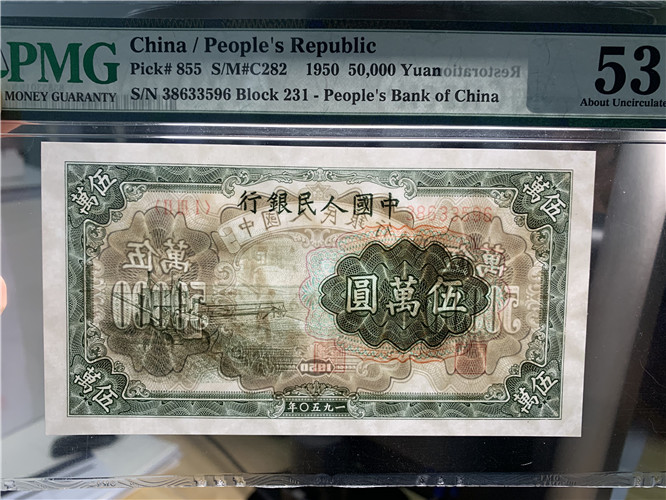 PMG
MONEY GUARANTY
China / People's Republic
Pick# 855 S/M#C282 1950 50,000 Yuan
S/N 38633596 Block 231 - People's Bank of China
53
About Uncirculate
伍萬
伍萬
中國人民銀行
伍萬圓
伍萬
伍萬
一九五〇年